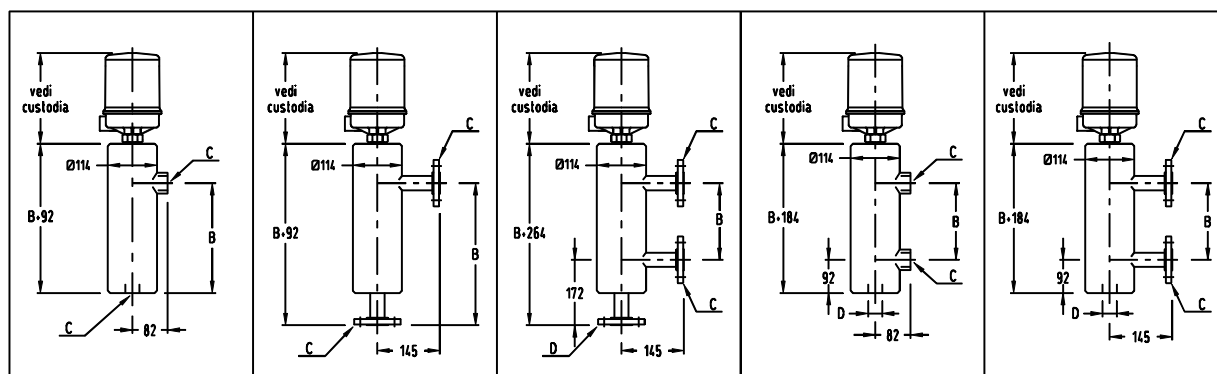 vedi
custodia
Ø114
C
B+92
B
C
82
vedi
custodia
C
Ø114
B+92
B
C
145
vedi
custodia
C
Ø114
B+264
B
172
C
D
145
vedi
custodia
Ø114
C
B+184
B
92
C
D
82
vedi
custodia
C
Ø114
B+184
B
92
C
D
145